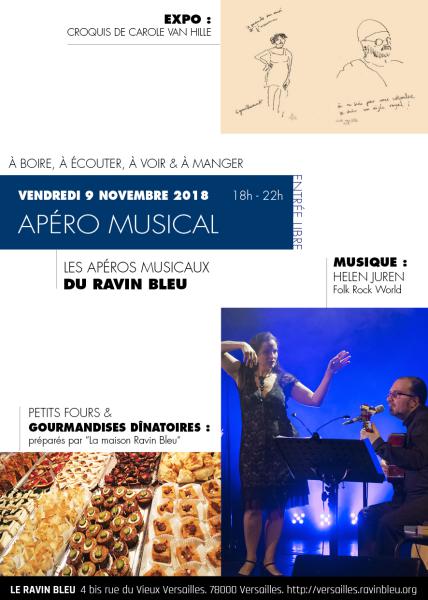 EXPO :
CROQUIS DE CAROLE VAN HILLE
À BOIRE, À ÉCOUTER, À VOIR & À MANGER
VENDREDI 9 NOVEMBRE 2018 18h - 22h
APÉRO MUSICAL
ENTRÉE LIBRE
LES APÉROS MUSICAUX
DU RAVIN BLEU
MUSIQUE :
HELEN JUREN
Folk Rock World
PETITS FOURS &
GOURMANDISES DÎNATOIRES :
préparés par "La maison Ravin Bleu"
LE RAVIN BLEU 4 bis rue du Vieux Versailles. 78000 Versailles. http://versailles.ravinbleu.org